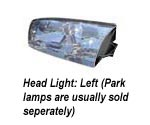 Head Light: Left (Park
lamps are usually sold
seperately)